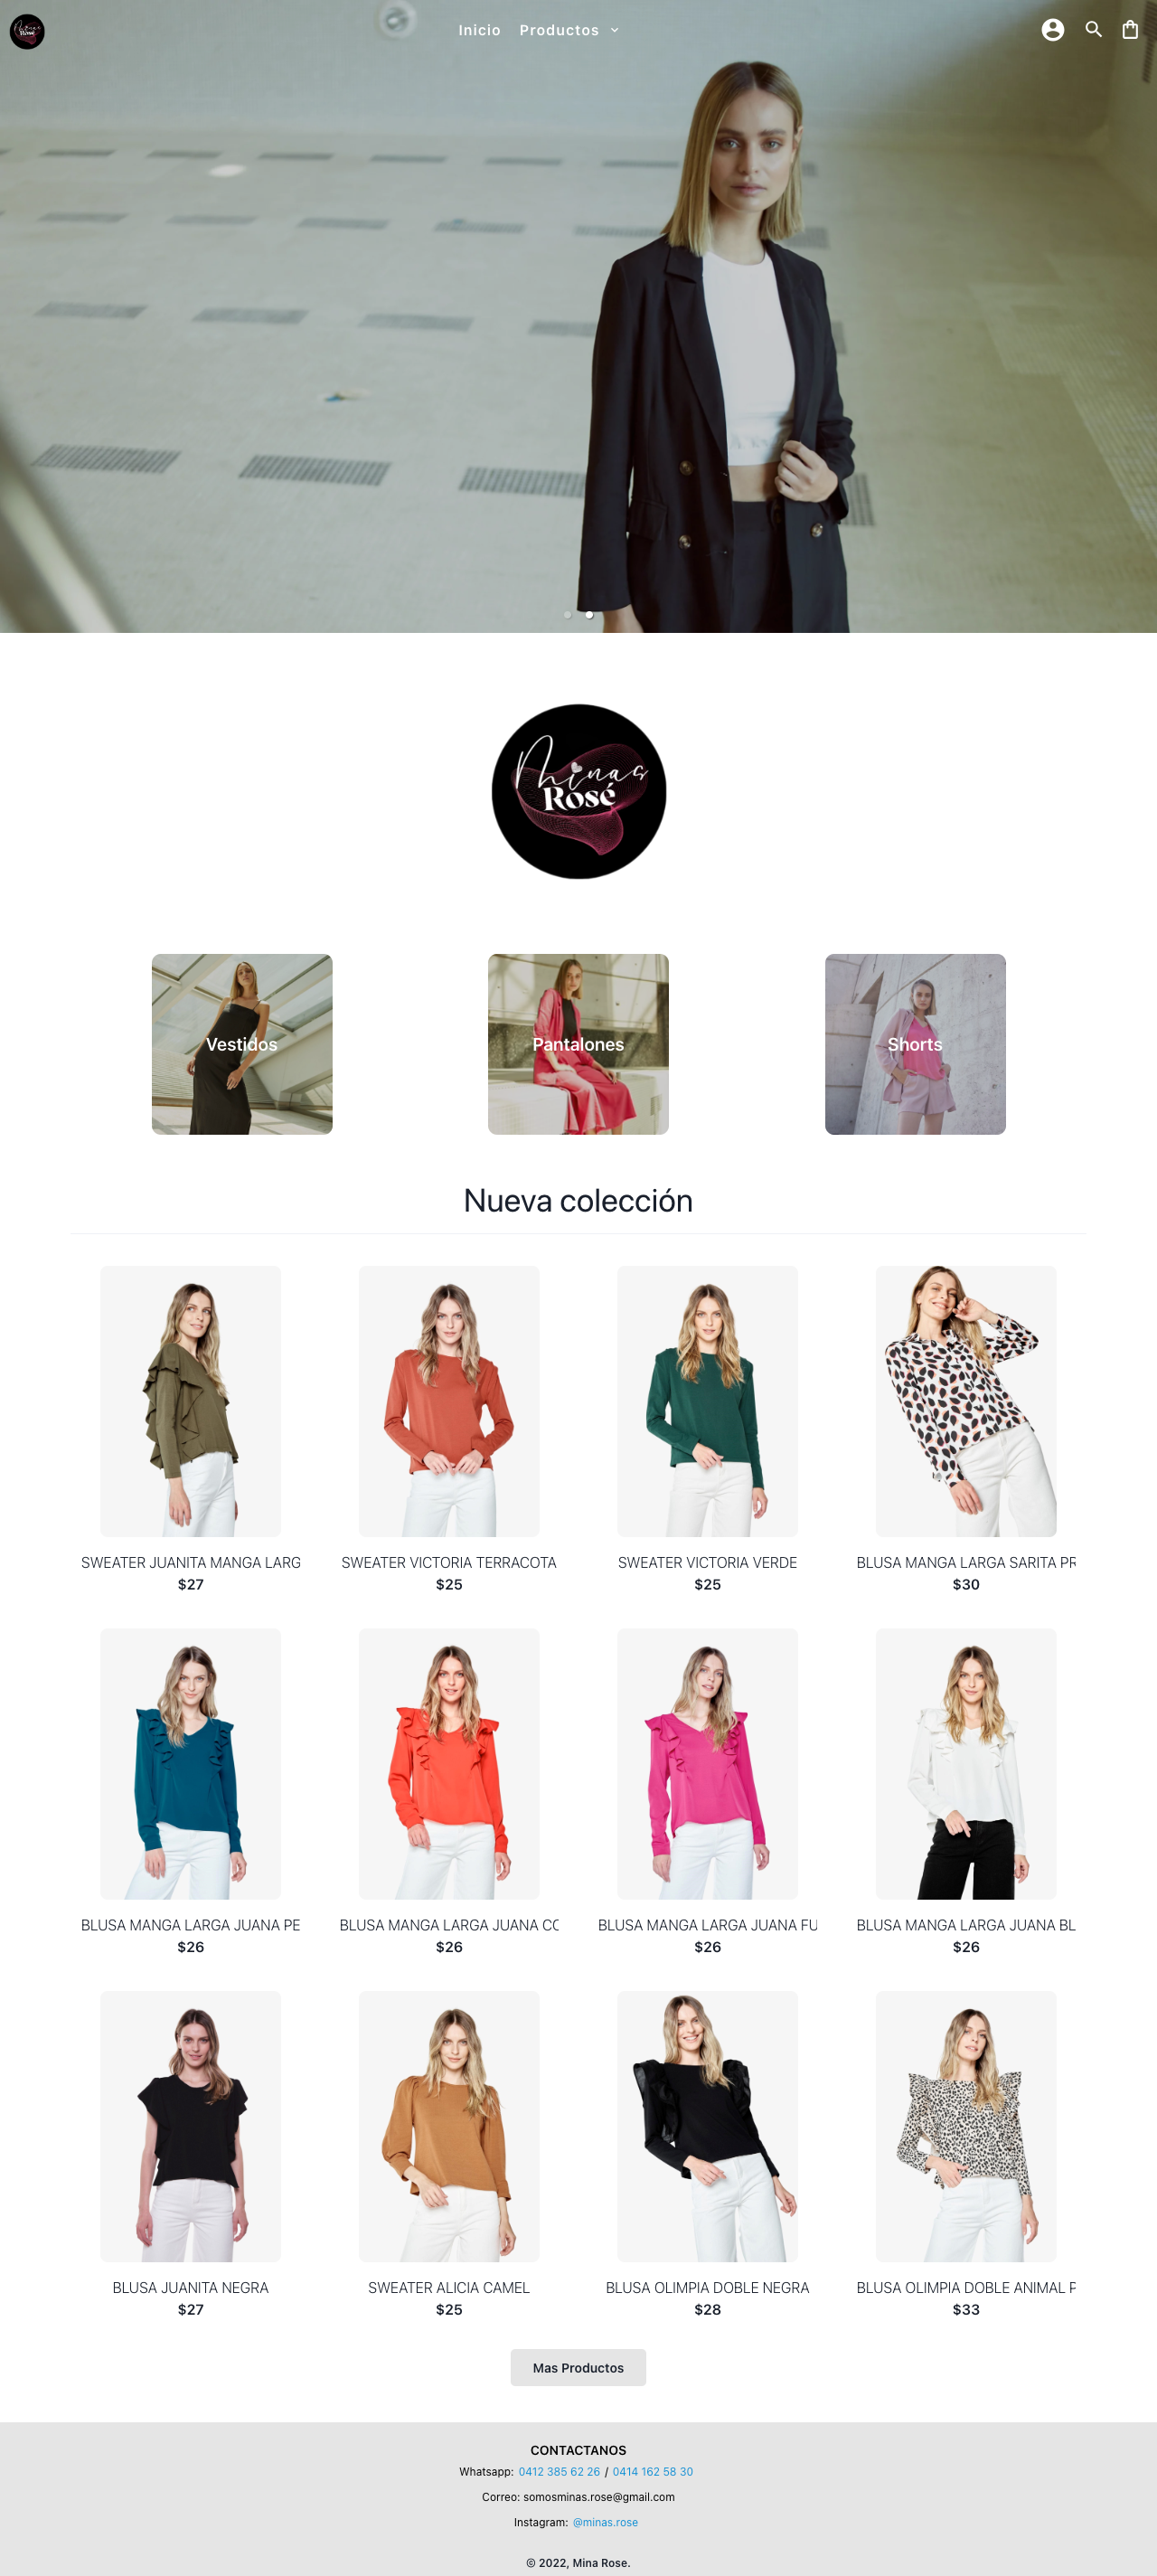 Minas
Rosé
Inicio Productos
Minas
Rosé
Vestidos Pantalones Shorts
Nueva colección
SWEATER JUANITA MANGA LARG SWEATER VICTORIA TERRACOTA SWEATER VICTORIA VERDE BLUSA MANGA LARGA SARITA PR
$27 $25 $25 $30
BLUSA MANGA LARGA JUANA PE BLUSA MANGA LARGA JUANA CO BLUSA MANGA LARGA JUANA FU BLUSA MANGA LARGA JUANA BL
$26 $26 $26 $26
BLUSA JUANITA NEGRA SWEATER ALICIA CAMEL BLUSA OLIMPIA DOBLE NEGRA BLUSA OLIMPIA DOBLE ANIMAL P
$27 $25 $28 $33
Mas Productos
CONTACTANOS
Whatsapp: 0412 385 62 26 / 0414 162 58 30
Correo: somosminas.rose@gmail.com
Instagram: @minas.rose
© 2022, Mina Rose.